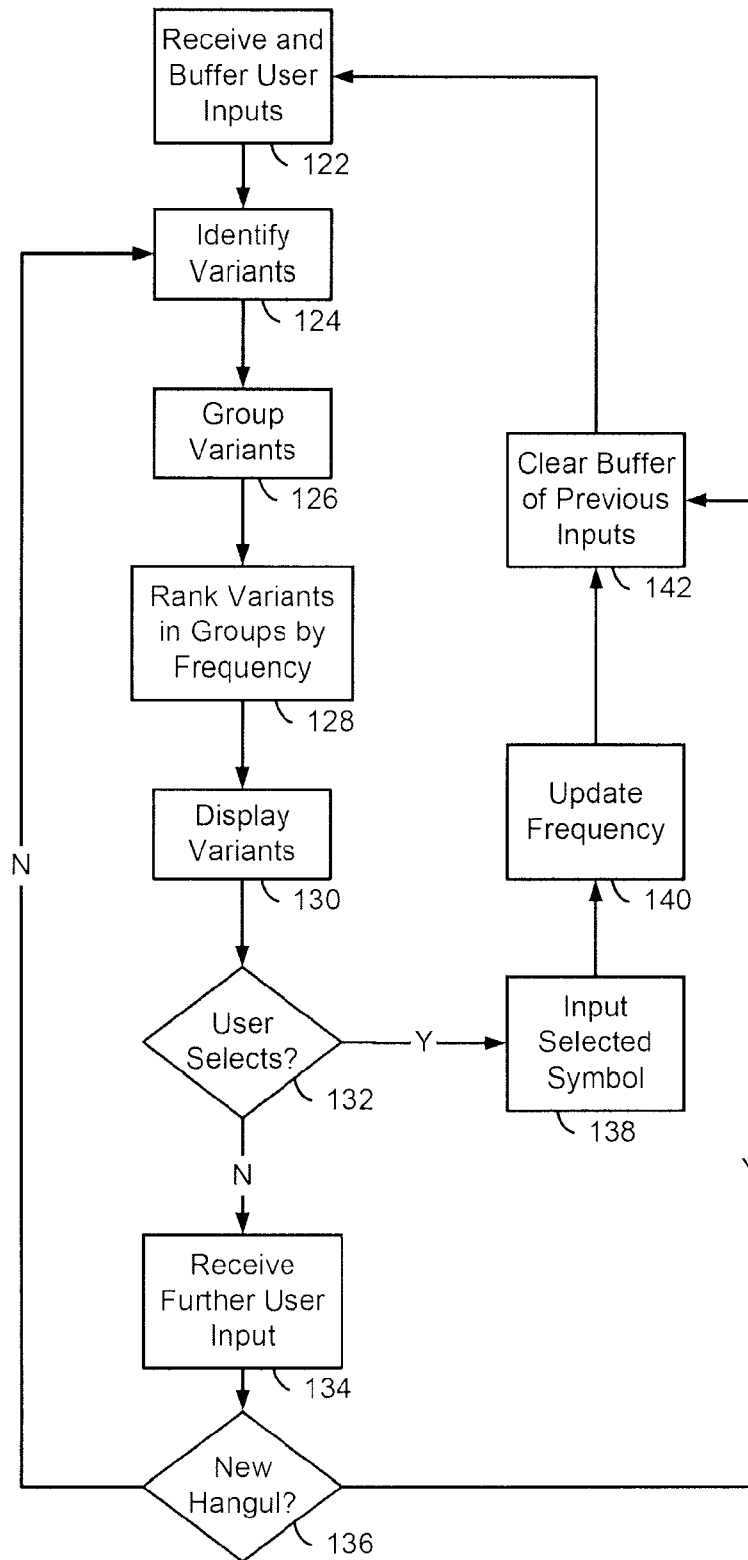 Receive and
Buffer User
Inputs
122
Identify
Variants
124
Group
Variants
126
Rank Variants
in Groups by
Frequency
128
Display
Variants
130
User
Selects?
132
Y
N
Receive
Further User
Input
134
New
Hangul?
136
N
Input
Selected
Symbol
138
Update
Frequency
140
Clear Buffer
of Previous
Inputs
142